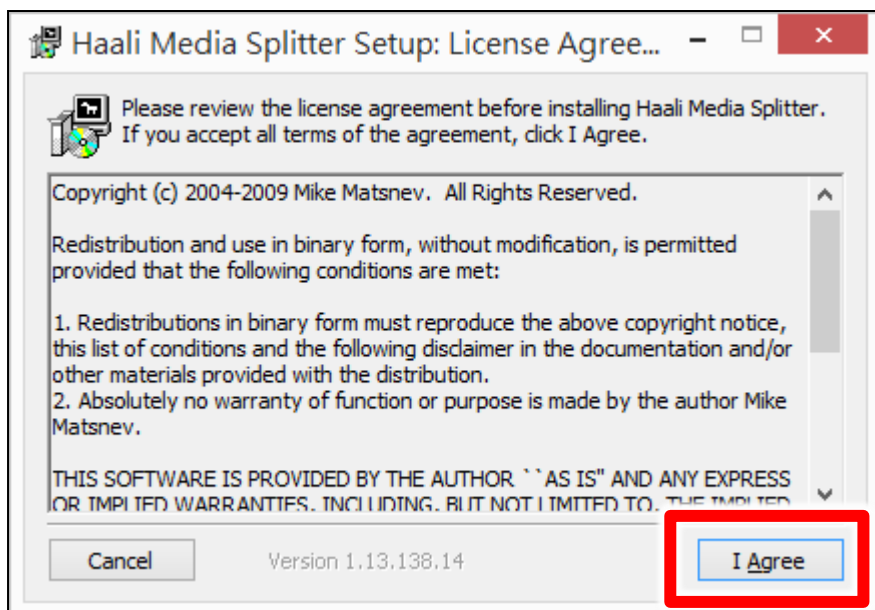 Haali Media Splitter Setup: License Agree...
Please review the license agreement before installing Haali Media Splitter.
If you accept all terms of the agreement, click I Agree.
Copyright (c) 2004-2009 Mike Matsnev.  All Rights Reserved.
Redistribution and use in binary form, without modification, is permitted
provided that the following conditions are met:
1. Redistributions in binary form must reproduce the above copyright notice,
this list of conditions and the following disclaimer in the documentation and/or
other materials provided with the distribution.
2. Absolutely no warranty of function or purpose is made by the author Mike
Matsnev.
THIS SOFTWARE IS PROVIDED BY THE AUTHOR ``AS IS'' AND ANY EXPRESS
OR IMPLIED WARRANTIES, INCLUDING, BUT NOT LIMITED TO, THE IMPLIED
Cancel
Version 1.13.138.14
I Agree